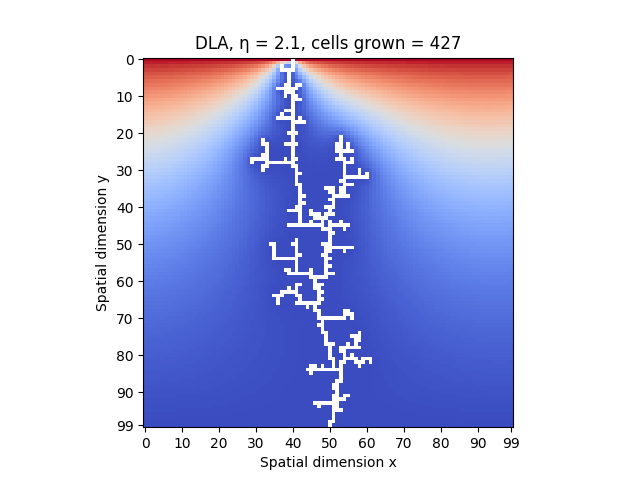 DLA, η = 2.1, cells grown = 427
0
10
20
30
40
50
60
70
80
90
99
Spatial dimension y
0 10 20 30 40 50 60 70 80 90 99
Spatial dimension x